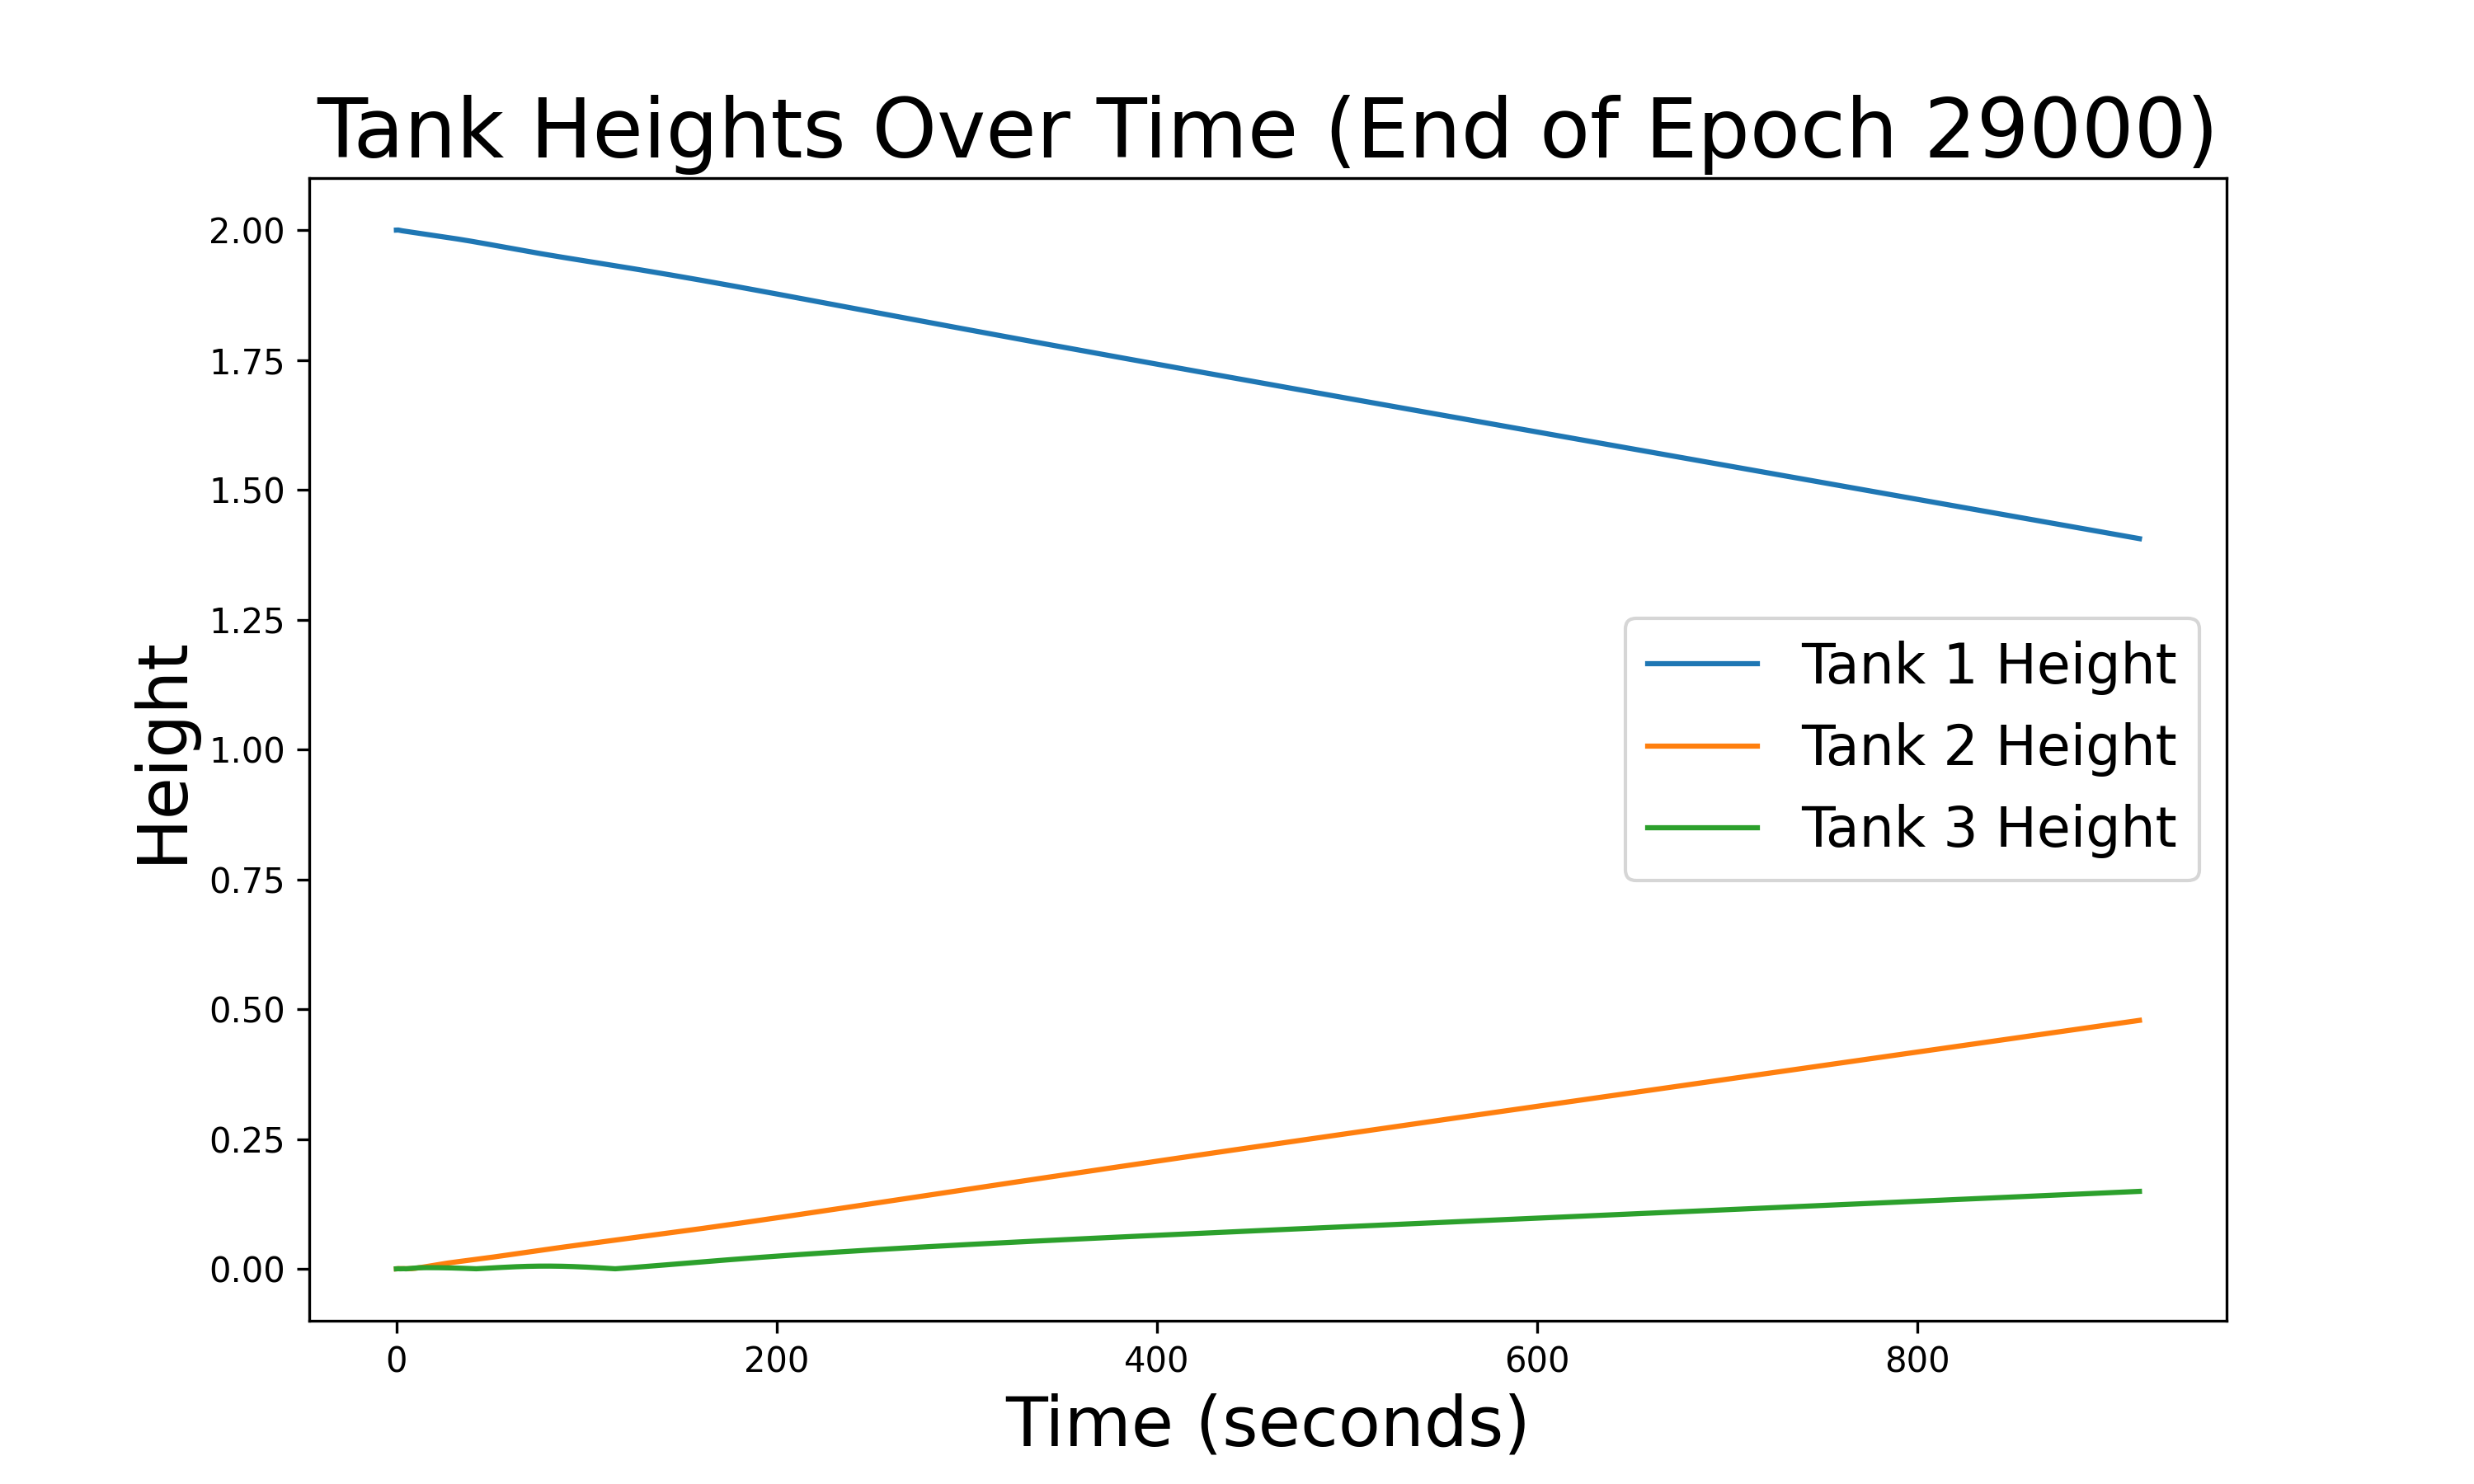 Tank Heights Over Time (End of Epoch 29000)
2.00
1.75
1.50
1.25
1.00
0.75
0.50
0.25
0.00
Height
Tank 1 Height
Tank 2 Height
Tank 3 Height
0 200 400 600 800
Time (seconds)